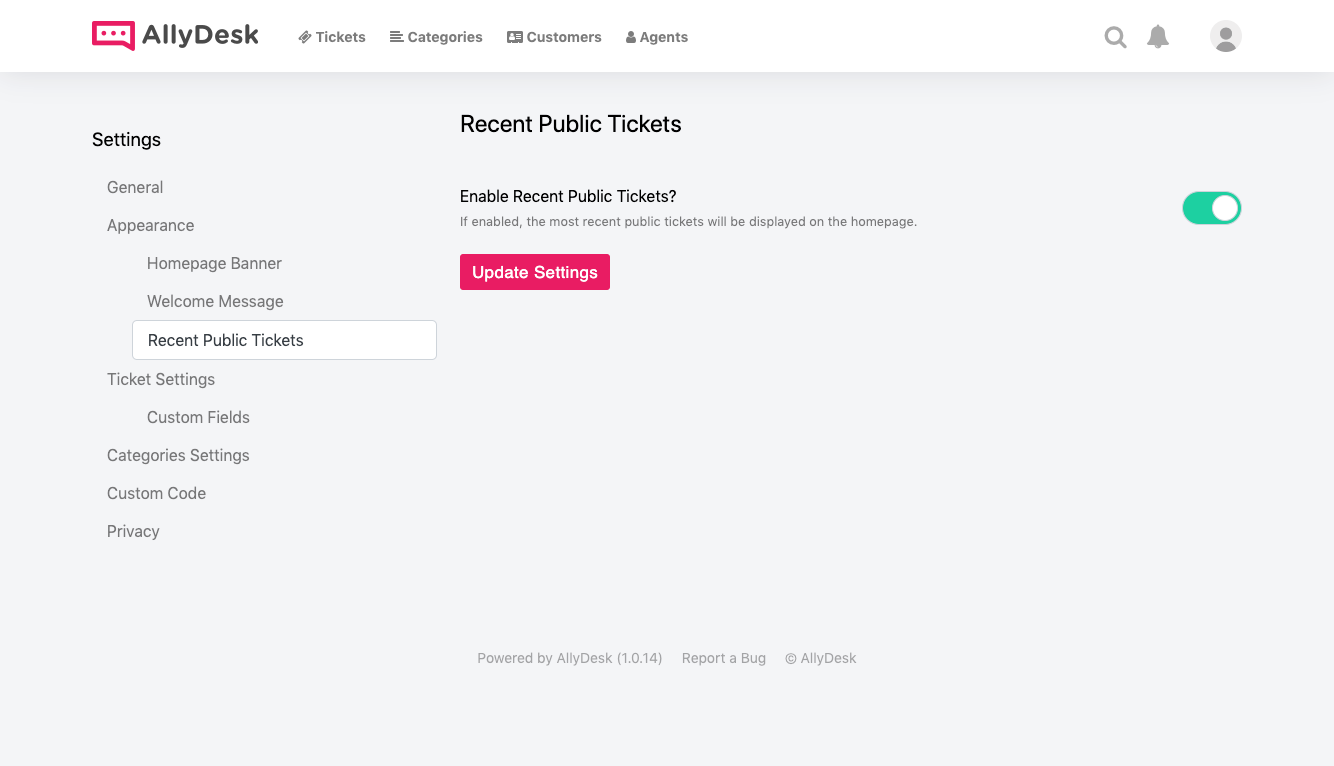 AllyDesk Tickets Categories Customers Agents
Settings
General
Appearance
Homepage Banner
Welcome Message
Recent Public Tickets
Ticket Settings
Custom Fields
Categories Settings
Custom Code
Privacy
Recent Public Tickets
Enable Recent Public Tickets?
If enabled, the most recent public tickets will be displayed on the homepage.
Update Settings
Powered by AllyDesk (1.0.14) Report a Bug © AllyDesk